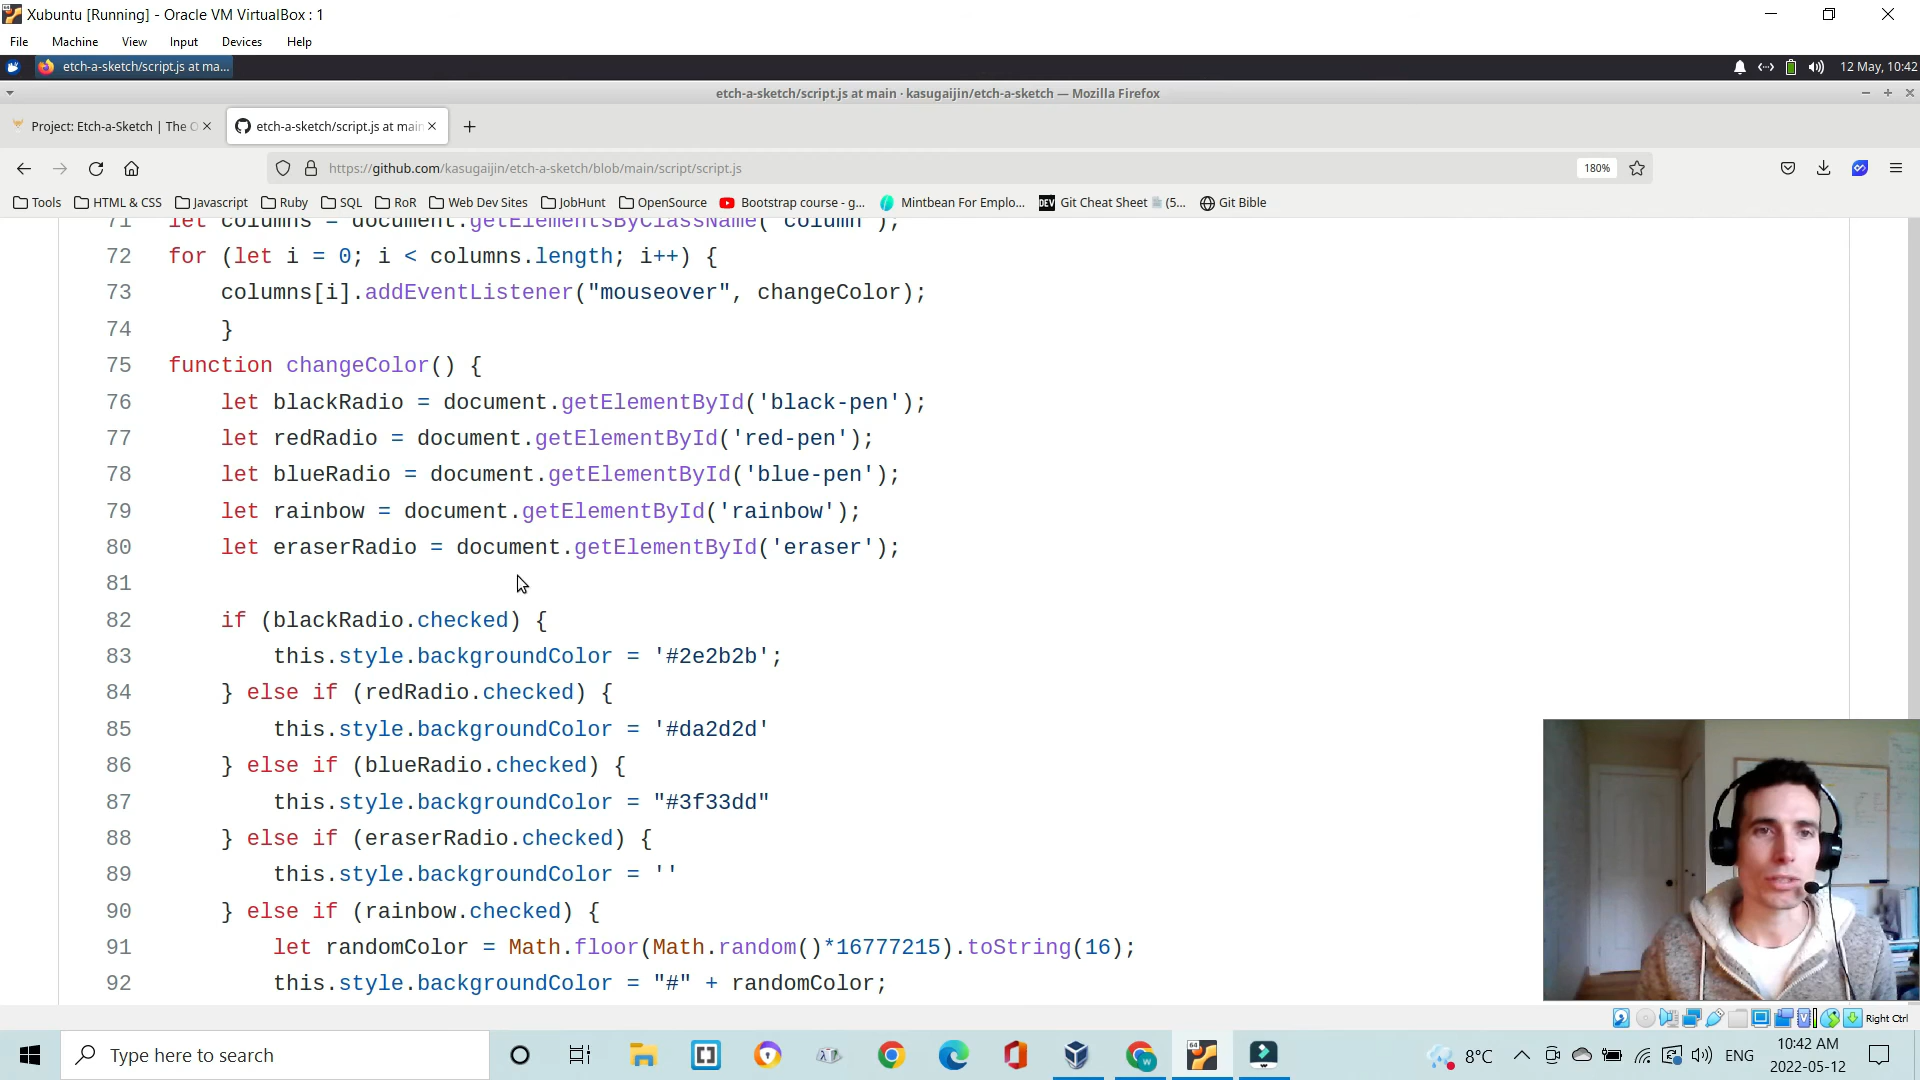 Xubuntu [Running] - Oracle VM VirtualBox : 1
File Machine View Input Devices Help
etch-a-sketch/script.js at ma...
12 May, 10:42
etch-a-sketch/script.js at main · kasugaijin/etch-a-sketch — Mozilla Firefox
Project: Etch-a-Sketch | The O
etch-a-sketch/script.js at main
https://github.com/kasugaijin/etch-a-sketch/blob/main/script/script.js
180%
Tools HTML & CSS Javascript Ruby SQL RoR Web Dev Sites JobHunt OpenSource Bootstrap course - g... Mintbean For Emplo... Git Cheat Sheet (5... Git Bible
71 let columns = document.getElementsByClassName("column");
72 for (let i = 0; i < columns.length; i++) {
73 columns[i].addEventListener("mouseover", changeColor);
74 }
75 function changeColor() {
76 let blackRadio = document.getElementById('black-pen');
77 let redRadio = document.getElementById('red-pen');
78 let blueRadio = document.getElementById('blue-pen');
79 let rainbow = document.getElementById('rainbow');
80 let eraserRadio = document.getElementById('eraser');
81
82 if (blackRadio.checked) {
83 this.style.backgroundColor = '#2e2b2b';
84 } else if (redRadio.checked) {
85 this.style.backgroundColor = '#da2d2d'
86 } else if (blueRadio.checked) {
87 this.style.backgroundColor = "#3f33dd"
88 } else if (eraserRadio.checked) {
89 this.style.backgroundColor = ''
90 } else if (rainbow.checked) {
91 let randomColor = Math.floor(Math.random()*16777215).toString(16);
92 this.style.backgroundColor = "#" + randomColor;
Right Ctrl
Type here to search
8°C
ENG
10:42 AM
2022-05-12